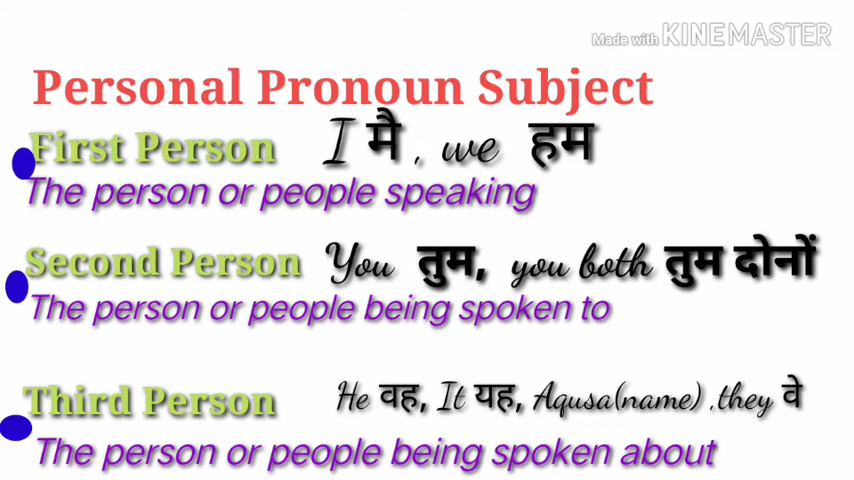 Made with KINEMASTER
Personal Pronoun Subject
First Person I मै , we हम
The person or people speaking
Second Person You तुम, you both तुम दोनों
The person or people being spoken to
Third Person He वह, It यह, Aqusa(name) ,they वे
The person or people being spoken about